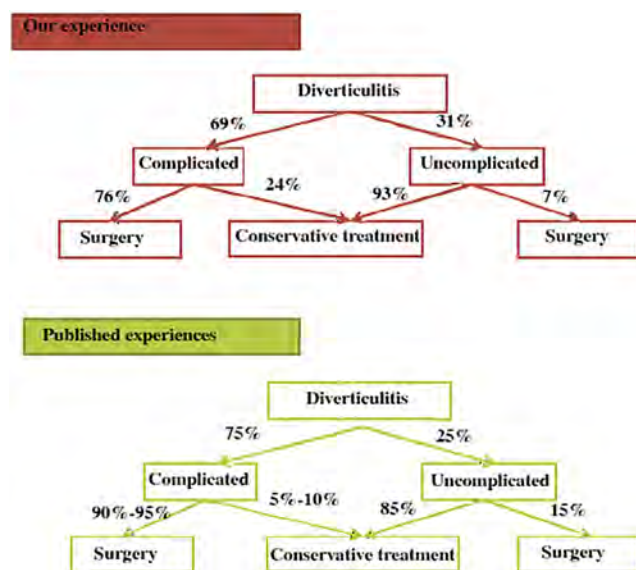 Our experience
Diverticulitis
69% 31%
Complicated Uncomplicated
76% 24% 93% 7%
Surgery Conservative treatment Surgery
Published experiences
Diverticulitis
75% 25%
Complicated Uncomplicated
90%-95% 5%-10% 85% 15%
Surgery Conservative treatment Surgery